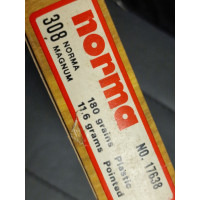 308 NORMA
MAGNUM
norma
180 grains Plastic
11.6 grams Pointed
NO. 17638